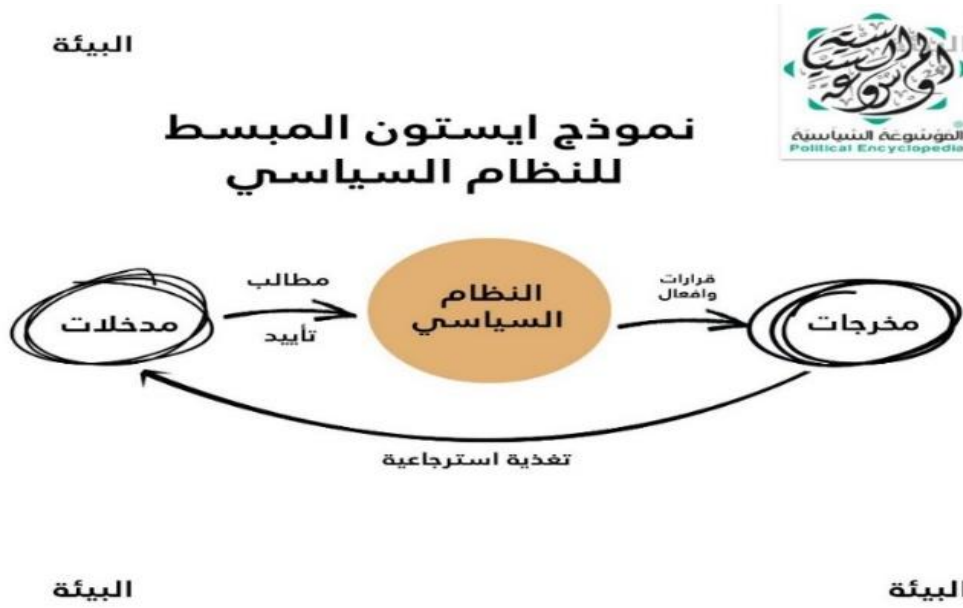 البيئة
الموسوعة السياسية
Political Encyclopedia
نموذج ايستون المبسط
للنظام السياسي
مدخلات
مطالب
تأييد
النظام
السياسي
قرارات
وافعال
مخرجات
تغذية استرجاعية
البيئة
البيئة